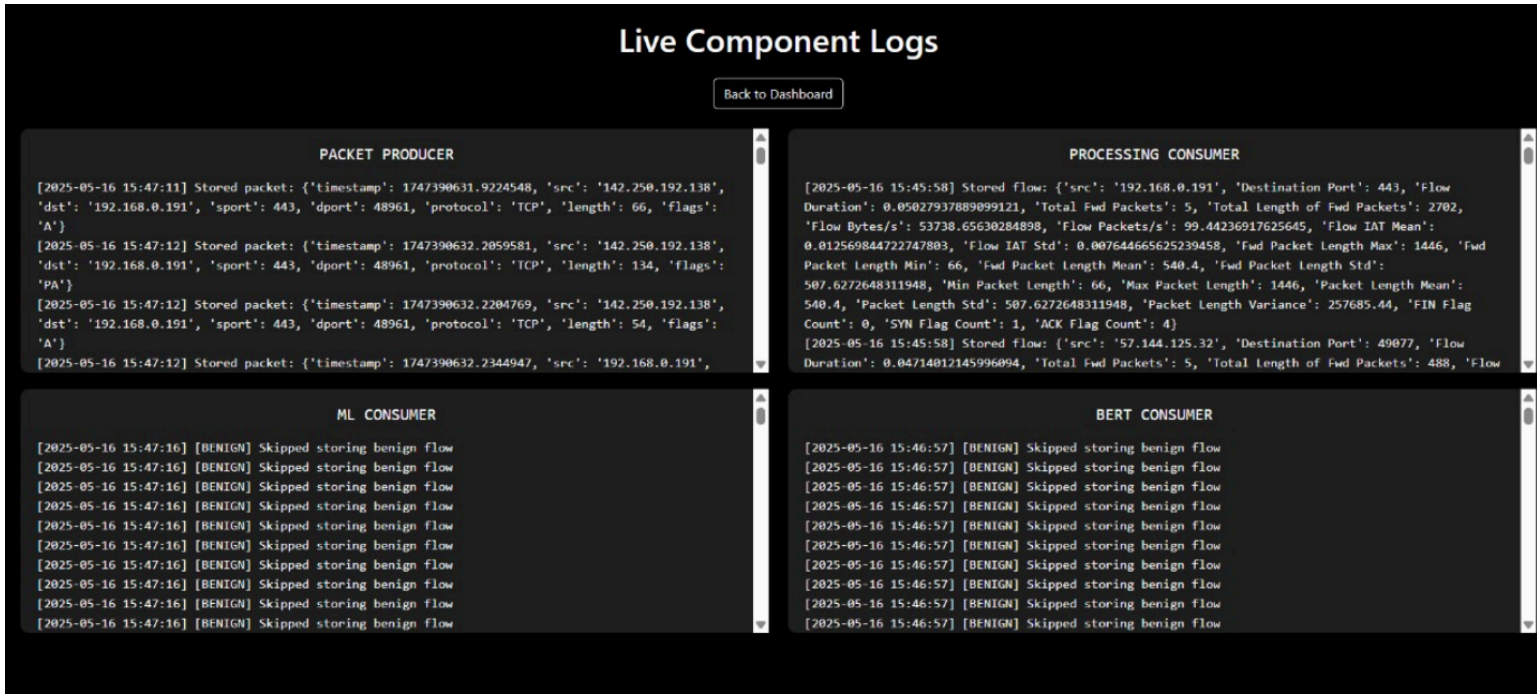 Live Component Logs
Back to Dashboard
PACKET PRODUCER
[2025-05-16 15:47:11] Stored packet: {'timestamp': 1747390631.9224548, 'src': '142.250.192.138',
'dst': '192.168.0.191', 'sport': 443, 'dport': 48961, 'protocol': 'TCP', 'length': 66, 'flags':
'A'}
[2025-05-16 15:47:12] Stored packet: {'timestamp': 1747390632.2059581, 'src': '142.250.192.138',
'dst': '192.168.0.191', 'sport': 443, 'dport': 48961, 'protocol': 'TCP', 'length': 134, 'flags':
'PA'}
[2025-05-16 15:47:12] Stored packet: {'timestamp': 1747390632.2204769, 'src': '142.250.192.138',
'dst': '192.168.0.191', 'sport': 443, 'dport': 48961, 'protocol': 'TCP', 'length': 54, 'flags':
'A'}
[2025-05-16 15:47:12] Stored packet: {'timestamp': 1747390632.2344947, 'src': '192.168.0.191',
PROCESSING CONSUMER
[2025-05-16 15:45:58] Stored flow: {'src': '192.168.0.191', 'Destination Port': 443, 'Flow
Duration': 0.05027937889099121, 'Total Fwd Packets': 5, 'Total Length of Fwd Packets': 2702,
'Flow Bytes/s': 53738.65630284898, 'Flow Packets/s': 99.44236917625645, 'Flow IAT Mean':
0.012569844722747803, 'Flow IAT Std': 0.007644665625239458, 'Fwd Packet Length Max': 1446, 'Fwd
Packet Length Min': 66, 'Fwd Packet Length Mean': 540.4, 'Fwd Packet Length Std':
507.6272648311948, 'Min Packet Length': 66, 'Max Packet Length': 1446, 'Packet Length Mean':
540.4, 'Packet Length Std': 507.6272648311948, 'Packet Length Variance': 257685.44, 'FIN Flag
Count': 0, 'SYN Flag Count': 1, 'ACK Flag Count': 4}
[2025-05-16 15:45:58] Stored flow: {'src': '57.144.125.32', 'Destination Port': 49077, 'Flow
Duration': 0.04714012145996094, 'Total Fwd Packets': 5, 'Total Length of Fwd Packets': 488, 'Flow
ML CONSUMER
[2025-05-16 15:47:16] [BENIGN] Skipped storing benign flow
[2025-05-16 15:47:16] [BENIGN] Skipped storing benign flow
[2025-05-16 15:47:16] [BENIGN] Skipped storing benign flow
[2025-05-16 15:47:16] [BENIGN] Skipped storing benign flow
[2025-05-16 15:47:16] [BENIGN] Skipped storing benign flow
[2025-05-16 15:47:16] [BENIGN] Skipped storing benign flow
[2025-05-16 15:47:16] [BENIGN] Skipped storing benign flow
[2025-05-16 15:47:16] [BENIGN] Skipped storing benign flow
[2025-05-16 15:47:16] [BENIGN] Skipped storing benign flow
[2025-05-16 15:47:16] [BENIGN] Skipped storing benign flow
BERT CONSUMER
[2025-05-16 15:46:57] [BENIGN] Skipped storing benign flow
[2025-05-16 15:46:57] [BENIGN] Skipped storing benign flow
[2025-05-16 15:46:57] [BENIGN] Skipped storing benign flow
[2025-05-16 15:46:57] [BENIGN] Skipped storing benign flow
[2025-05-16 15:46:57] [BENIGN] Skipped storing benign flow
[2025-05-16 15:46:57] [BENIGN] Skipped storing benign flow
[2025-05-16 15:46:57] [BENIGN] Skipped storing benign flow
[2025-05-16 15:46:57] [BENIGN] Skipped storing benign flow
[2025-05-16 15:46:57] [BENIGN] Skipped storing benign flow
[2025-05-16 15:46:57] [BENIGN] Skipped storing benign flow